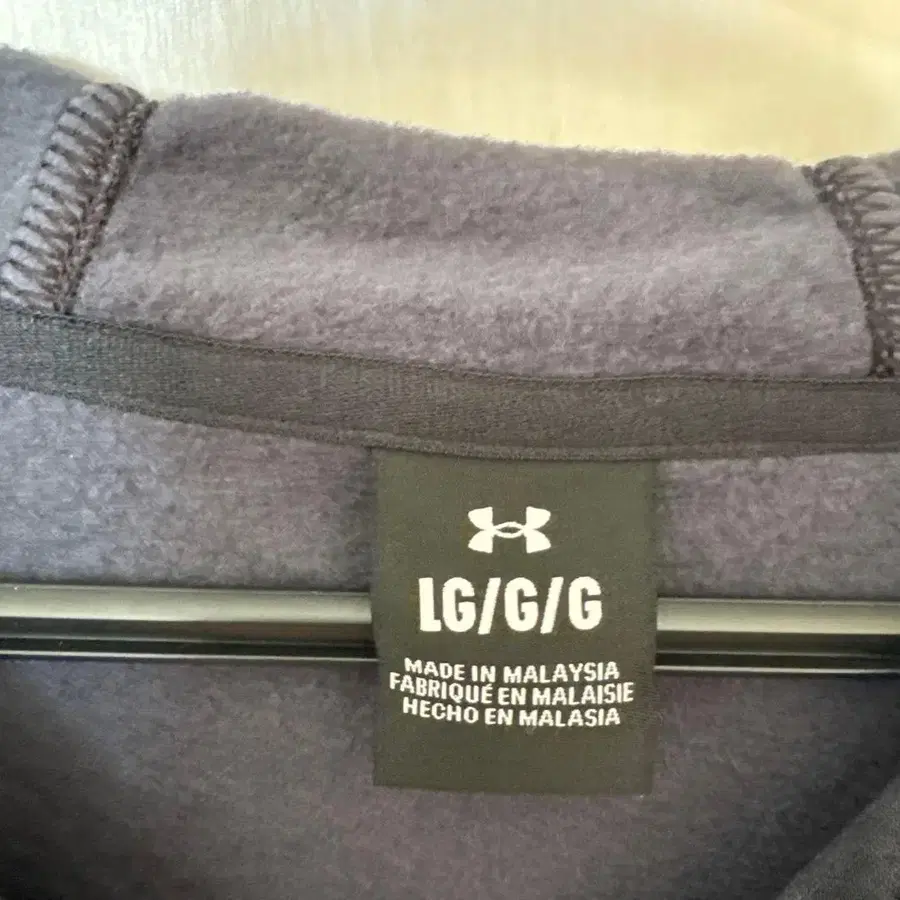 LG/G/G
MADE IN MALAYSIA
FABRIQUÉ EN MALAISIE
HECHO EN MALASIA